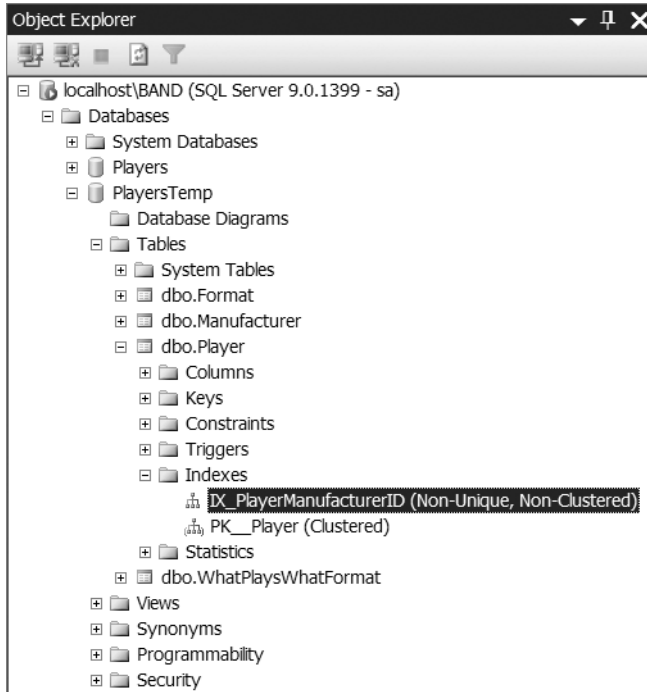 Object Explorer
localhost\BAND (SQL Server 9.0.1399 - sa)
Databases
System Databases
Players
PlayersTemp
Database Diagrams
Tables
System Tables
dbo.Format
dbo.Manufacturer
dbo.Player
Columns
Keys
Constraints
Triggers
Indexes
IX_PlayerManufacturerID (Non-Unique, Non-Clustered)
PK__Player (Clustered)
Statistics
dbo.WhatPlaysWhatFormat
Views
Synonyms
Programmability
Security